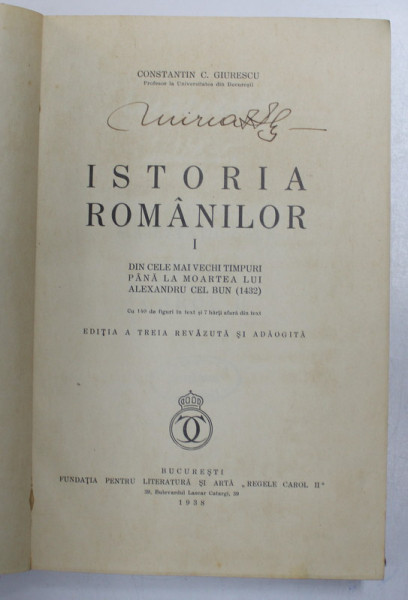 CONSTANTIN C. GIURESCU
Profesor la Universitatea din Bucureşti
Mircea
ISTORIA
ROMÂNILOR
I
DIN CELE MAI VECHI TIMPURI
PÂNĂ LA MOARTEA LUI
ALEXANDRU CEL BUN (1432)
Cu 160 de figuri în text şi 7 hărţi afară din text
EDIŢIA A TREIA REVĂZUTĂ ŞI ADĂOGITĂ
BUCUREŞTI
FUNDAŢIA PENTRU LITERATURĂ ŞI ARTĂ „REGELE CAROL II"
39, Bulevardul Lascar Catargi, 39
1938